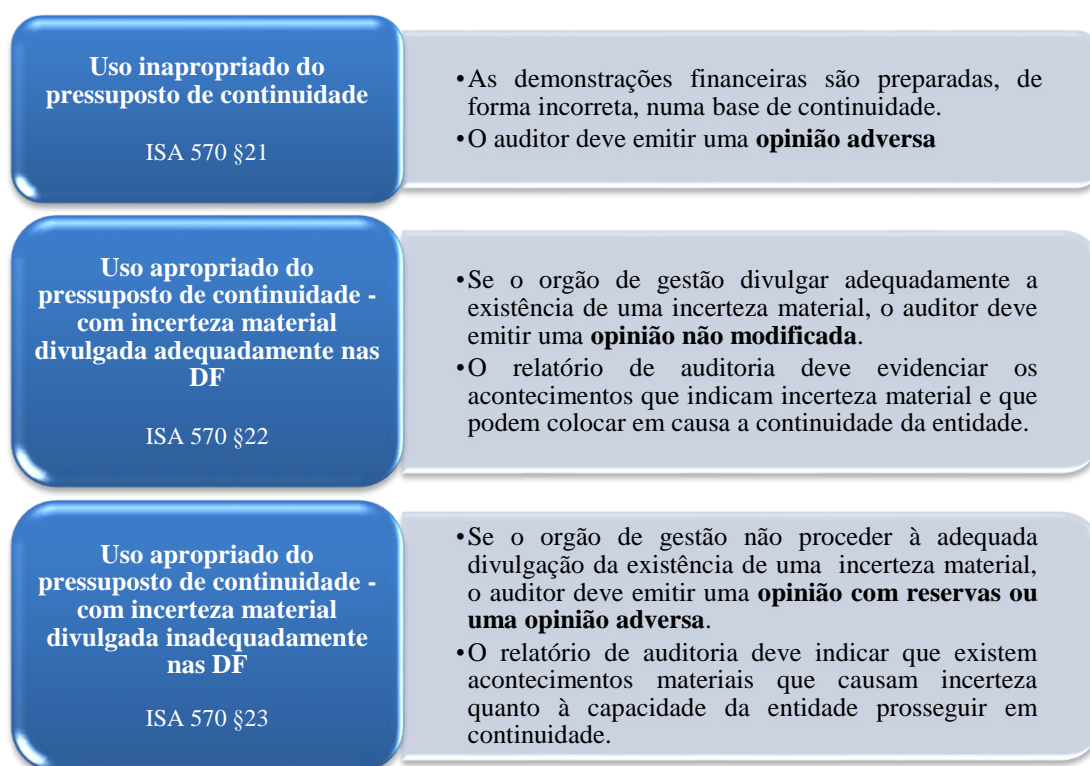 Uso inapropriado do
pressuposto de continuidade
ISA 570 §21
•As demonstrações financeiras são preparadas, de
forma incorreta, numa base de continuidade.
•O auditor deve emitir uma opinião adversa
Uso apropriado do
pressuposto de continuidade -
com incerteza material
divulgada adequadamente nas
DF
ISA 570 §22
•Se o orgão de gestão divulgar adequadamente a
existência de uma incerteza material, o auditor deve
emitir uma opinião não modificada.
•O relatório de auditoria deve evidenciar os
acontecimentos que indicam incerteza material e que
podem colocar em causa a continuidade da entidade.
Uso apropriado do
pressuposto de continuidade -
com incerteza material
divulgada inadequadamente
nas DF
ISA 570 §23
•Se o orgão de gestão não proceder à adequada
divulgação da existência de uma incerteza material,
o auditor deve emitir uma opinião com reservas ou
uma opinião adversa.
•O relatório de auditoria deve indicar que existem
acontecimentos materiais que causam incerteza
quanto à capacidade da entidade prosseguir em
continuidade.